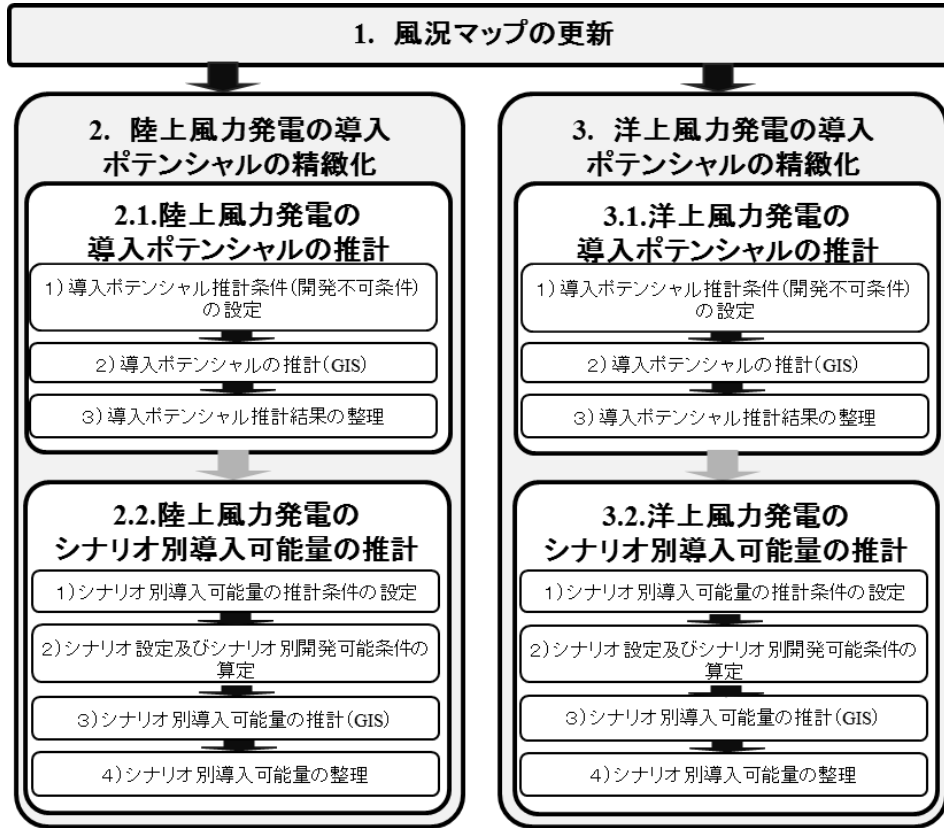 1. 風況マップの更新
2. 陸上風力発電の導入
ポテンシャルの精緻化
2.1.陸上風力発電の
導入ポテンシャルの推計
1)導入ポテンシャル推計条件(開発不可条件)
の設定
2)導入ポテンシャルの推計(GIS)
3)導入ポテンシャル推計結果の整理
2.2.陸上風力発電の
シナリオ別導入可能量の推計
1)シナリオ別導入可能量の推計条件の設定
2)シナリオ設定及びシナリオ別開発可能条件の
算定
3)シナリオ別導入可能量の推計(GIS)
4)シナリオ別導入可能量の整理
3. 洋上風力発電の導入
ポテンシャルの精緻化
3.1.洋上風力発電の
導入ポテンシャルの推計
1)導入ポテンシャル推計条件(開発不可条件)
の設定
2)導入ポテンシャルの推計(GIS)
3)導入ポテンシャル推計結果の整理
3.2.洋上風力発電の
シナリオ別導入可能量の推計
1)シナリオ別導入可能量の推計条件の設定
2)シナリオ設定及びシナリオ別開発可能条件の
算定
3)シナリオ別導入可能量の推計(GIS)
4)シナリオ別導入可能量の整理